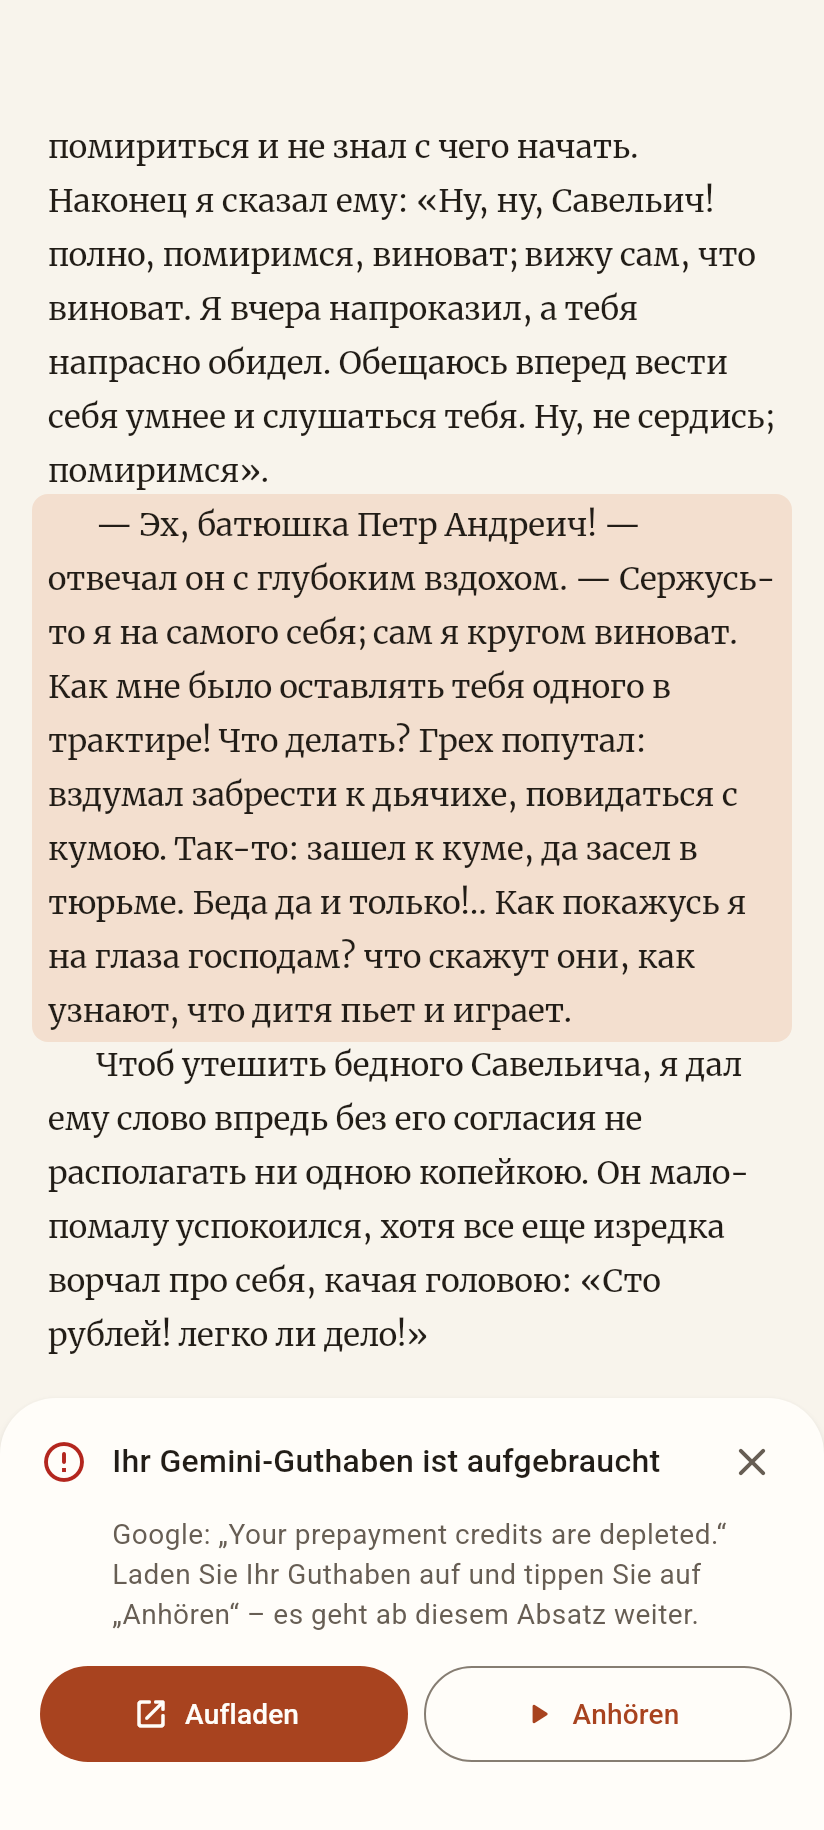 помириться и не знал с чего начать.
Наконец я сказал ему: «Ну, ну, Савельич!
полно, помиримся, виноват; вижу сам, что
виноват. Я вчера напроказил, а тебя
напрасно обидел. Обещаюсь вперед вести
себя умнее и слушаться тебя. Ну, не сердись;
помиримся».
— Эх, батюшка Петр Андреич! —
отвечал он с глубоким вздохом. — Сержусь-
то я на самого себя; сам я кругом виноват.
Как мне было оставлять тебя одного в
трактире! Что делать? Грех попутал:
вздумал забрести к дьячихе, повидаться с
кумою. Так-то: зашел к куме, да засел в
тюрьме. Беда да и только!.. Как покажусь я
на глаза господам? что скажут они, как
узнают, что дитя пьет и играет.
Чтоб утешить бедного Савельича, я дал
ему слово впредь без его согласия не
располагать ни одною копейкою. Он мало-
помалу успокоился, хотя все еще изредка
ворчал про себя, качая головою: «Сто
рублей! легко ли дело!»
Ihr Gemini-Guthaben ist aufgebraucht
Google: „Your prepayment credits are depleted.“
Laden Sie Ihr Guthaben auf und tippen Sie auf
„Anhören“ – es geht ab diesem Absatz weiter.
Aufladen
Anhören